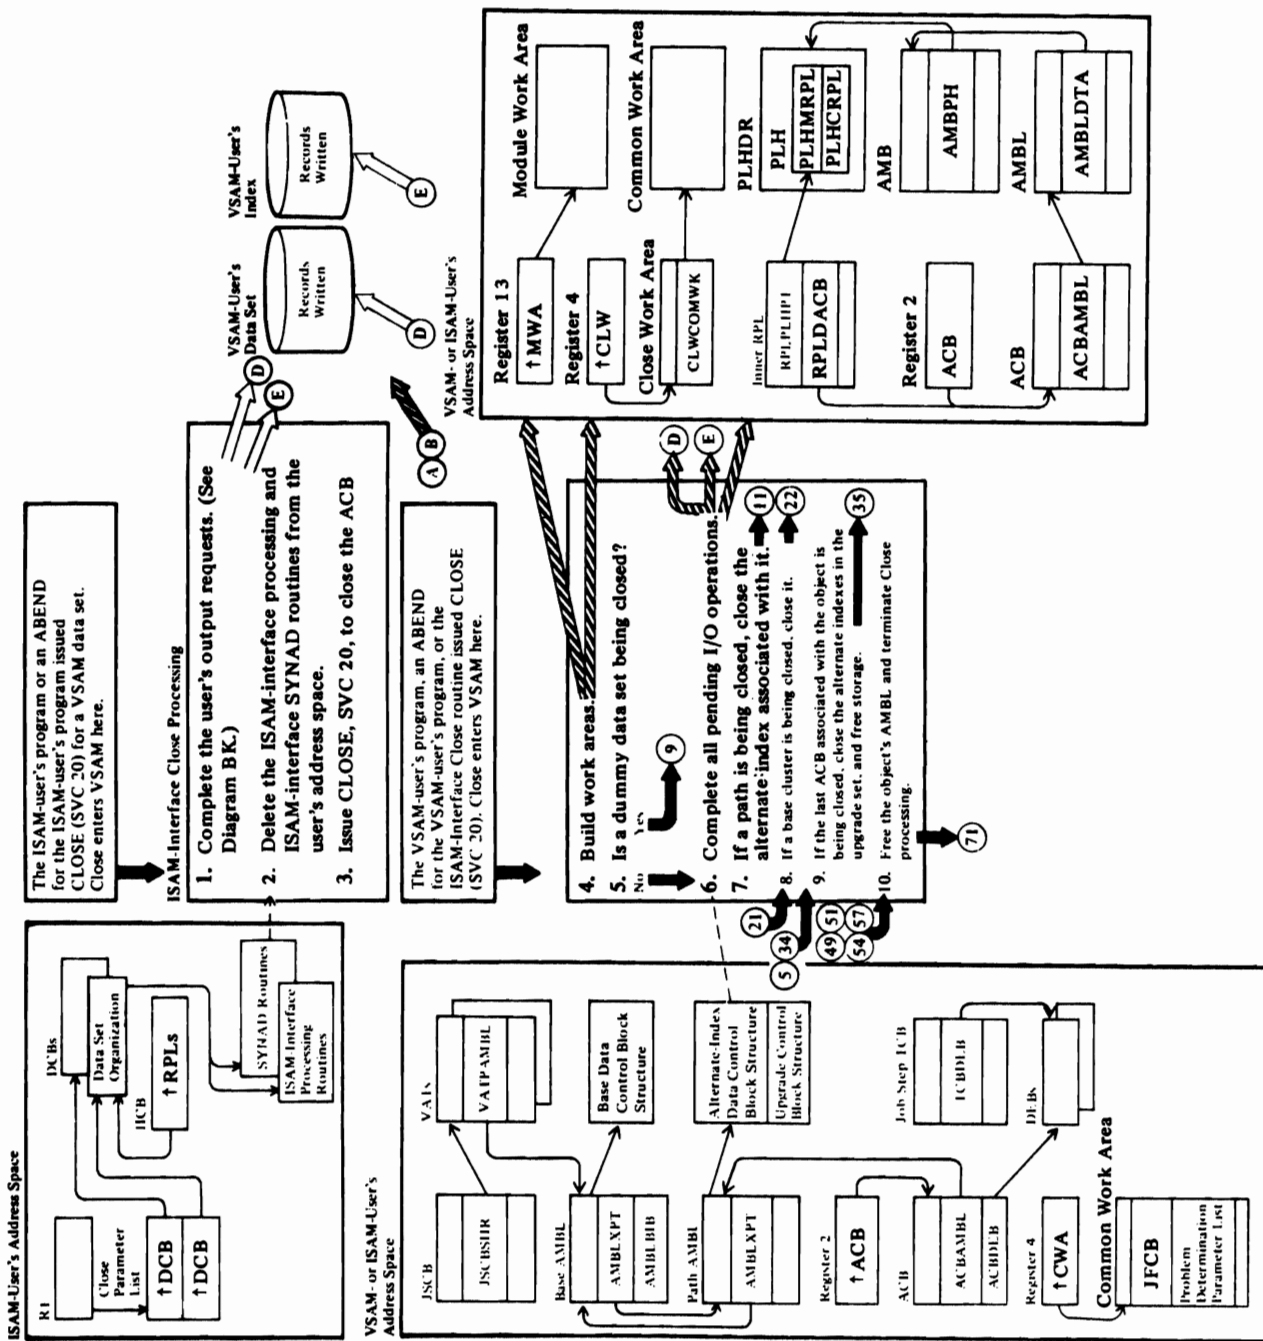 ISAM-User's Address Space
R1
Close
Parameter
List
↑DCB
↑DCB
DCBs
Data Set
Organization
IICB
↑RPLs
SYNAD Routines
ISAM-Interface
Processing
Routines
VSAM- or ISAM-User's
Address Space
JSCB
JSCBSHR
VATs
VATPAMBL
Base AMBL
AMBLXPT
AMBLBIB
Base Data
Control Block
Structure
Path AMBL
AMBLXPT
Alternate-Index
Data Control
Block Structure
Upgrade Control
Block Structure
Register 2
↑ACB
ACB
ACBAMBL
ACBDEB
Job Step TCB
TCBDEB
DEBs
Register 4
↑CWA
Common Work Area
JFCB
Problem
Determination
Parameter List
The ISAM-user's program or an ABEND
for the ISAM-user's program issued
CLOSE (SVC 20) for a VSAM data set.
Close enters VSAM here.
ISAM-Interface Close Processing
1. Complete the user's output requests. (See
Diagram BK.)
2. Delete the ISAM-interface processing and
ISAM-interface SYNAD routines from the
user's address space.
3. Issue CLOSE, SVC 20, to close the ACB
The VSAM-user's program, an ABEND
for the VSAM-user's program, or the
ISAM-Interface Close routine issued CLOSE
(SVC 20). Close enters VSAM here.
4. Build work areas.
5. Is a dummy data set being closed?
No
Yes
9
6. Complete all pending I/O operations.
7. If a path is being closed, close the
alternate-index associated with it.
11
21
8. If a base cluster is being closed, close it.
22
5
34
9. If the last ACB associated with the object is
being closed, close the alternate indexes in the
upgrade set, and free storage.
35
49
51
54
57
10. Free the object's AMBL and terminate Close
processing.
71
D
E
A
B
D
E
VSAM-User's
Data Set
Records
Written
D
VSAM-User's
Index
Records
Written
E
VSAM- or ISAM-User's
Address Space
Register 13
↑MWA
Module Work Area
Register 4
↑CLW
Common Work Area
Close Work Area
CLWCOMWK
Inner RPL
RPLPLHPT
RPLDACB
PLHDR
PLH
PLHMRPL
PLHCRPL
Register 2
ACB
AMB
AMBPH
ACB
ACBAMBL
AMBL
AMBLDTA